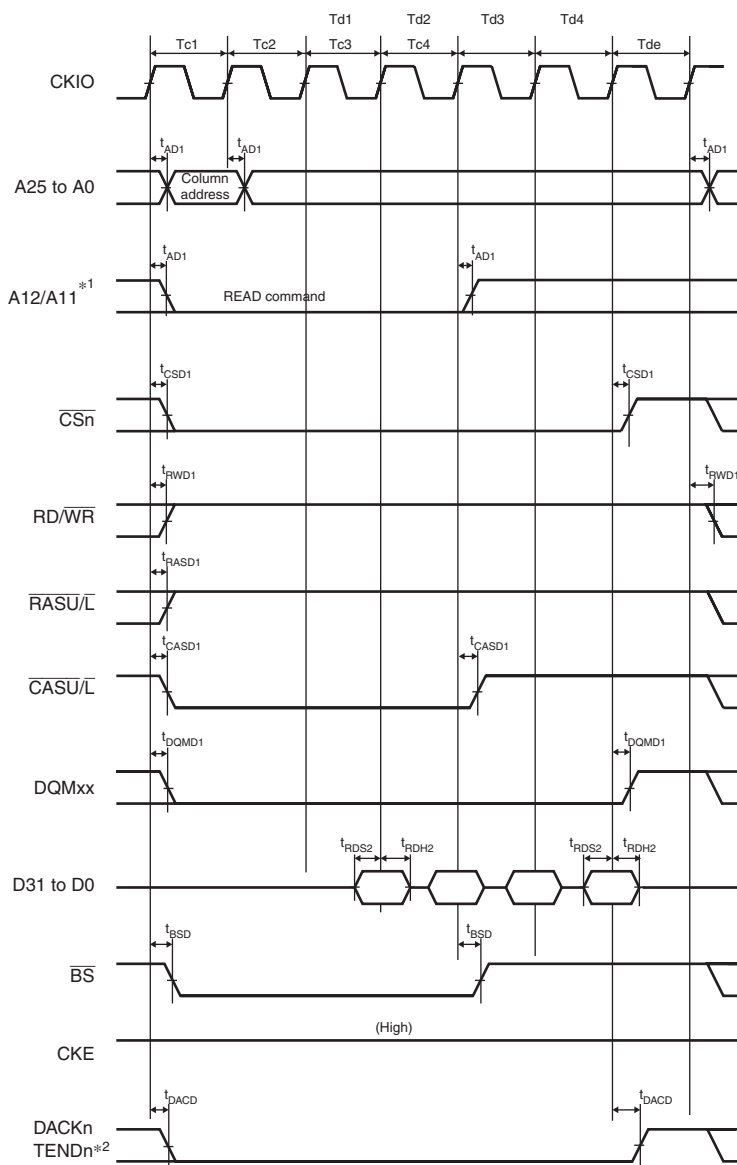 Td1 Td2 Td3 Td4
Tc1 Tc2 Tc3 Tc4 Tde
CKIO
tAD1 tAD1 tAD1
A25 to A0
Column
address
tAD1 tAD1
A12/A11*1
READ command
tCSD1 tCSD1
CSn
tRWD1 tRWD1
RD/WR
tRASD1
RASU/L
tCASD1 tCASD1
CASU/L
tDQMD1 tDQMD1
DQMxx
tRDS2 tRDH2 tRDS2 tRDH2
D31 to D0
tBSD tBSD
BS
(High)
CKE
tDACD tDACD
DACKn
TENDn*2